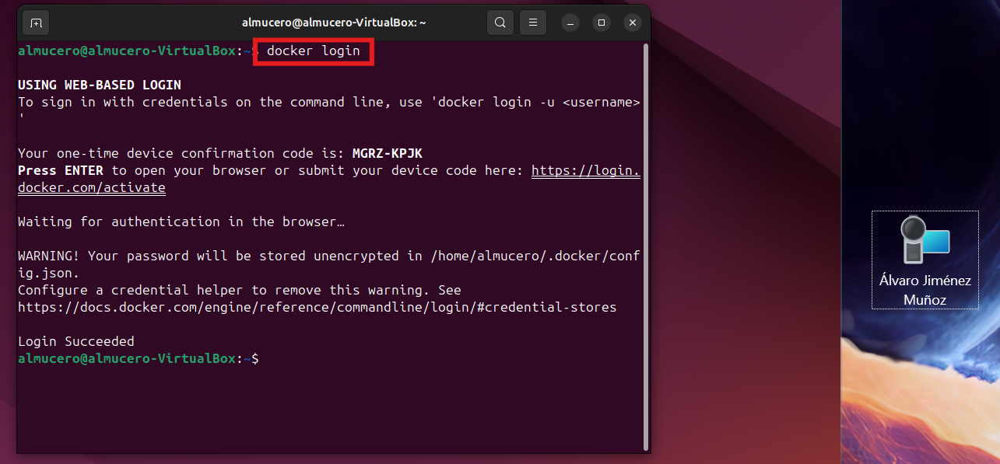 almucero@almucero-VirtualBox: ~
almucero@almucero-VirtualBox:~$ docker login
USING WEB-BASED LOGIN
To sign in with credentials on the command line, use 'docker login -u <username>
'
Your one-time device confirmation code is: MGRZ-KPJK
Press ENTER to open your browser or submit your device code here: https://login.
docker.com/activate
Waiting for authentication in the browser…
WARNING! Your password will be stored unencrypted in /home/almucero/.docker/conf
ig.json.
Configure a credential helper to remove this warning. See
https://docs.docker.com/engine/reference/commandline/login/#credential-stores
Login Succeeded
almucero@almucero-VirtualBox:~$
Álvaro Jiménez
Muñoz